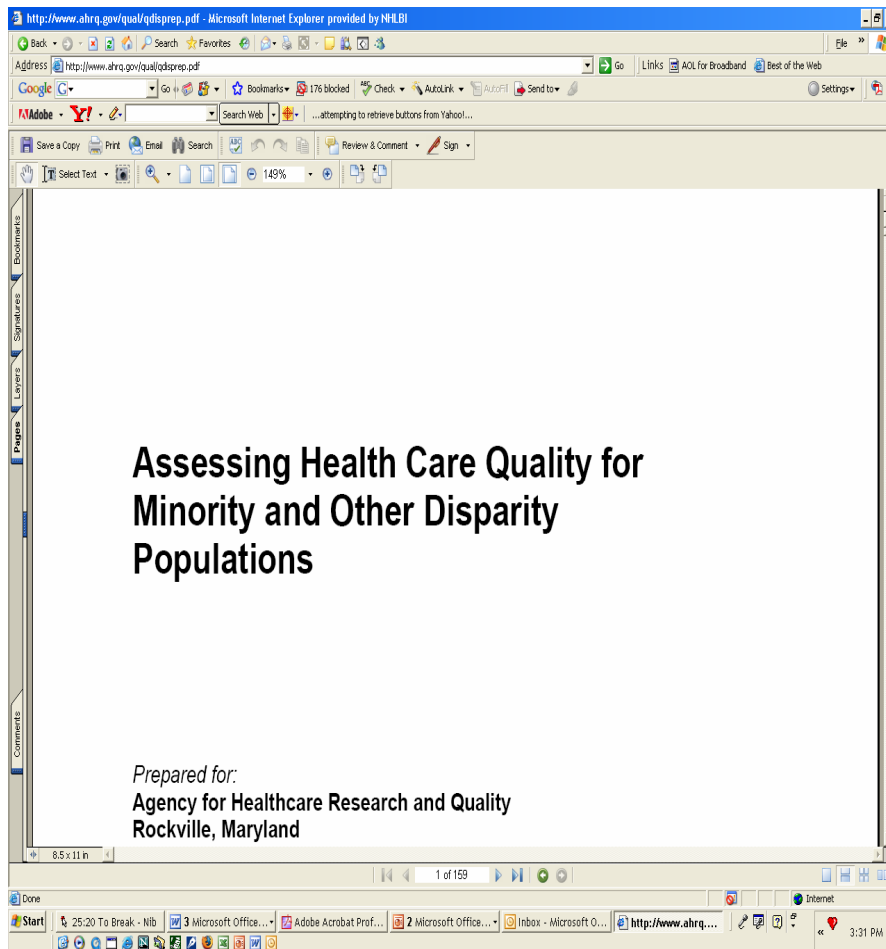 http://www.ahrq.gov/qual/qdisprep.pdf - Microsoft Internet Explorer provided by NHLBI
Back Search Favorites File »
Address http://www.ahrq.gov/qual/qdisprep.pdf Go Links AOL for Broadband Best of the Web
Google G Go Bookmarks 176 blocked Check AutoLink AutoFill Send to Settings
Adobe Y! Search Web ...attempting to retrieve buttons from Yahoo!...
Save a Copy Print Email Search Review & Comment Sign
Select Text 149%
Bookmarks
Signatures
Layers
Pages
Comments
Assessing Health Care Quality for
Minority and Other Disparity
Populations
Prepared for:
Agency for Healthcare Research and Quality
Rockville, Maryland
8.5 x 11 in
1 of 159
Done Internet
Start 25:20 To Break - Nib 3 Microsoft Office... Adobe Acrobat Prof... 2 Microsoft Office... Inbox - Microsoft O... http://www.ahrq.... « 3:31 PM